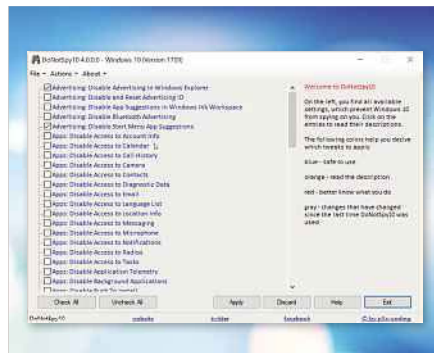 DoNotSpy10 4.0.0.0 - Windows 10 (Version 1709)
File Actions About
Advertising: Disable Advertising in Windows Explorer
Advertising: Disable and Reset Advertising ID
Advertising: Disable App Suggestions in Windows Ink Workspace
Advertising: Disable Bluetooth Advertising
Advertising: Disable Start Menu App Suggestions
Apps: Disable Access to Account Info
Apps: Disable Access to Calendar
Apps: Disable Access to Call History
Apps: Disable Access to Camera
Apps: Disable Access to Contacts
Apps: Disable Access to Diagnostic Data
Apps: Disable Access to Email
Apps: Disable Access to Language List
Apps: Disable Access to Location Info
Apps: Disable Access to Messaging
Apps: Disable Access to Microphone
Apps: Disable Access to Notifications
Apps: Disable Access to Radios
Apps: Disable Access to Tasks
Apps: Disable Application Telemetry
Apps: Disable Background Applications
Welcome to DoNotSpy10
On the left, you find all available
settings, which prevent Windows 10
from spying on you. Click on the
entries to read their descriptions.
The following colors help you decide
which tweaks to apply
blue - safe to use
orange - read the description
red - better know what you do
gray - changes that have changed
since the last time DoNotSpy10 was
used
Check All
Uncheck All
Apply
Discard
Help
Exit
DoNotSpy10
website
twitter
facebook